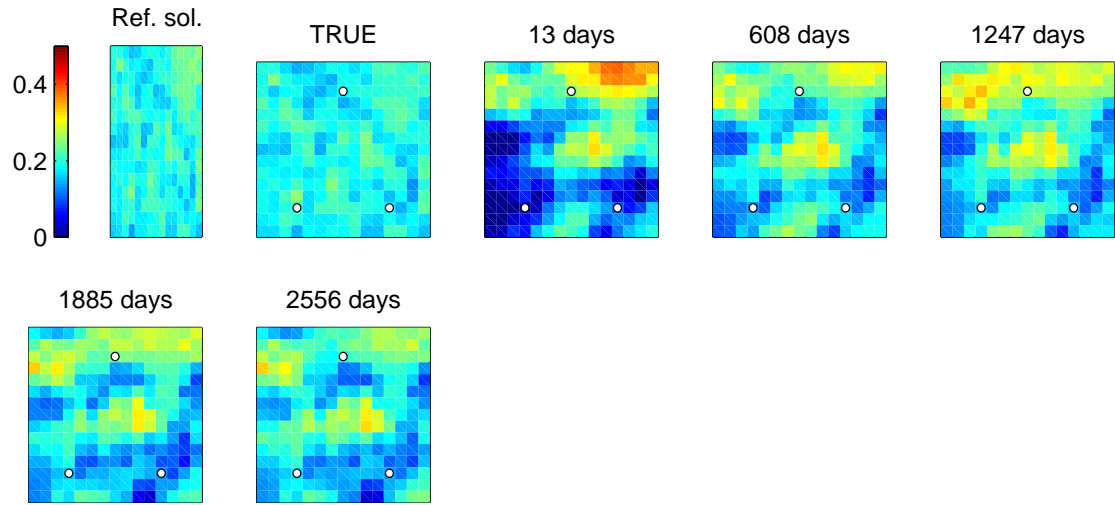 Ref. sol.
TRUE
13 days
608 days
1247 days
0.4
0.2
0
1885 days
2556 days